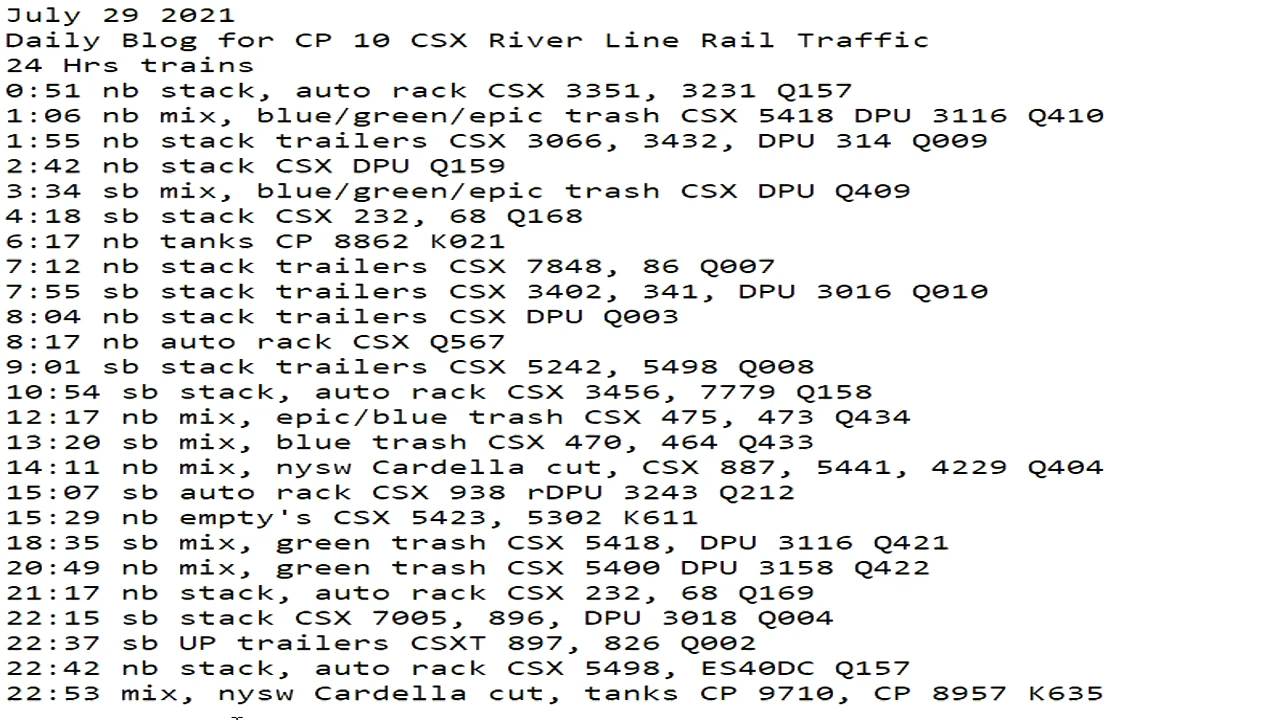 July 29 2021
Daily Blog for CP 10 CSX River Line Rail Traffic
24 Hrs trains
0:51 nb stack, auto rack CSX 3351, 3231 Q157
1:06 nb mix, blue/green/epic trash CSX 5418 DPU 3116 Q410
1:55 nb stack trailers CSX 3066, 3432, DPU 314 Q009
2:42 nb stack CSX DPU Q159
3:34 sb mix, blue/green/epic trash CSX DPU Q409
4:18 sb stack CSX 232, 68 Q168
6:17 nb tanks CP 8862 K021
7:12 nb stack trailers CSX 7848, 86 Q007
7:55 sb stack trailers CSX 3402, 341, DPU 3016 Q010
8:04 nb stack trailers CSX DPU Q003
8:17 nb auto rack CSX Q567
9:01 sb stack trailers CSX 5242, 5498 Q008
10:54 sb stack, auto rack CSX 3456, 7779 Q158
12:17 nb mix, epic/blue trash CSX 475, 473 Q434
13:20 sb mix, blue trash CSX 470, 464 Q433
14:11 nb mix, nysw Cardella cut, CSX 887, 5441, 4229 Q404
15:07 sb auto rack CSX 938 rDPU 3243 Q212
15:29 nb empty's CSX 5423, 5302 K611
18:35 sb mix, green trash CSX 5418, DPU 3116 Q421
20:49 nb mix, green trash CSX 5400 DPU 3158 Q422
21:17 nb stack, auto rack CSX 232, 68 Q169
22:15 sb stack CSX 7005, 896, DPU 3018 Q004
22:37 sb UP trailers CSXT 897, 826 Q002
22:42 nb stack, auto rack CSX 5498, ES40DC Q157
22:53 mix, nysw Cardella cut, tanks CP 9710, CP 8957 K635